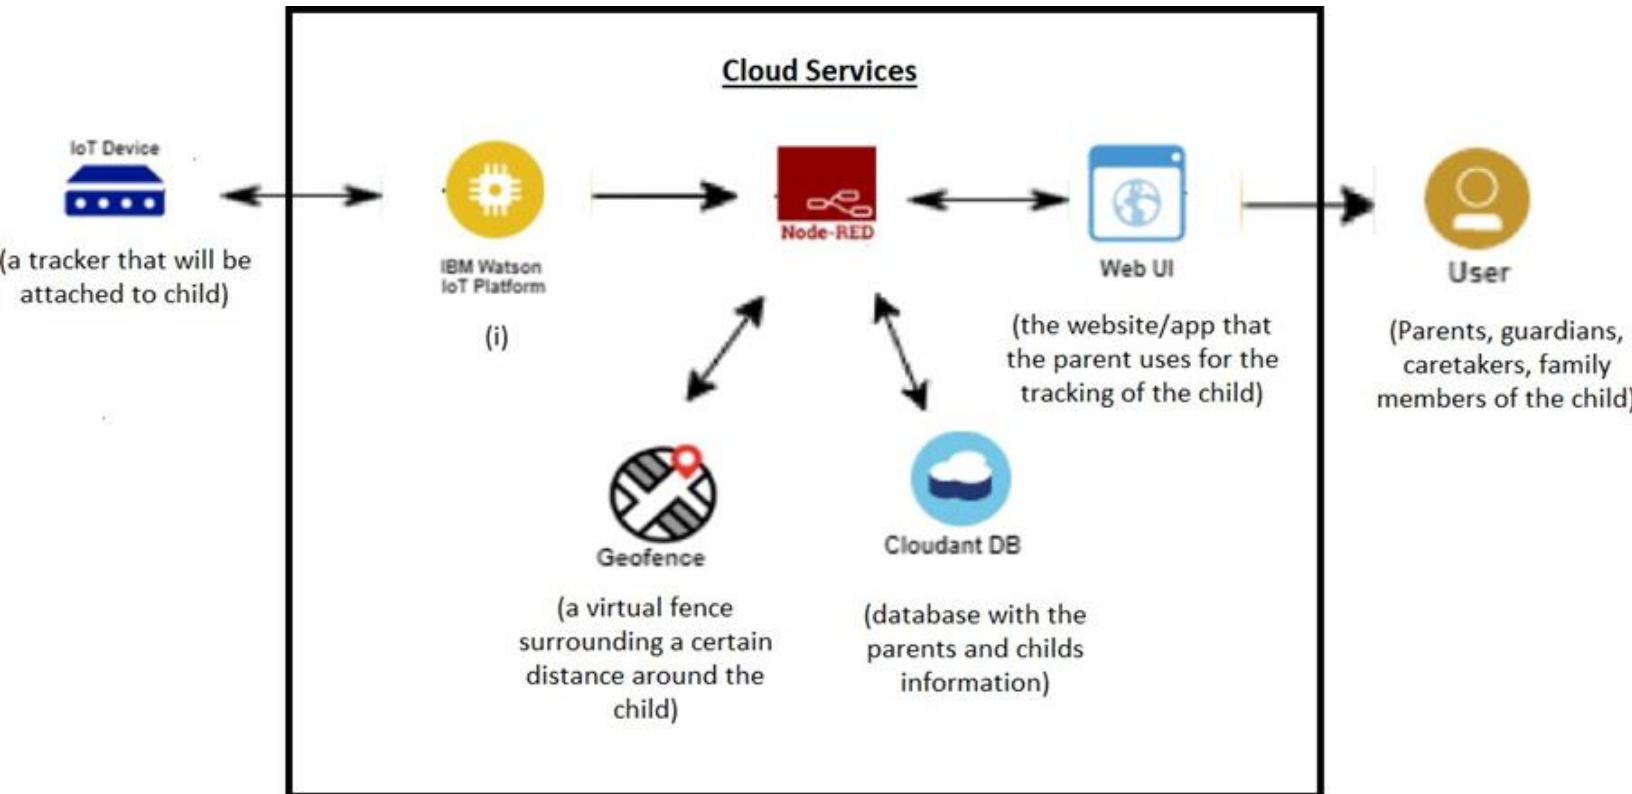 Cloud Services
IoT Device
(a tracker that will be
attached to child)
IBM Watson
IoT Platform
(i)
Node-RED
Web UI
(the website/app that
the parent uses for the
tracking of the child)
User
(Parents, guardians,
caretakers, family
members of the child)
Geofence
(a virtual fence
surrounding a certain
distance around the
child)
Cloudant DB
(database with the
parents and childs
information)